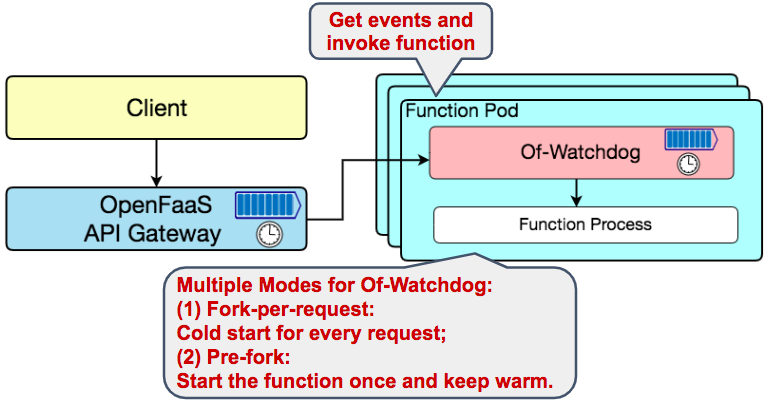 Get events and
invoke function
Client
Function Pod
Of-Watchdog
OpenFaaS
API Gateway
Function Process
Multiple Modes for Of-Watchdog:
(1) Fork-per-request:
Cold start for every request;
(2) Pre-fork:
Start the function once and keep warm.